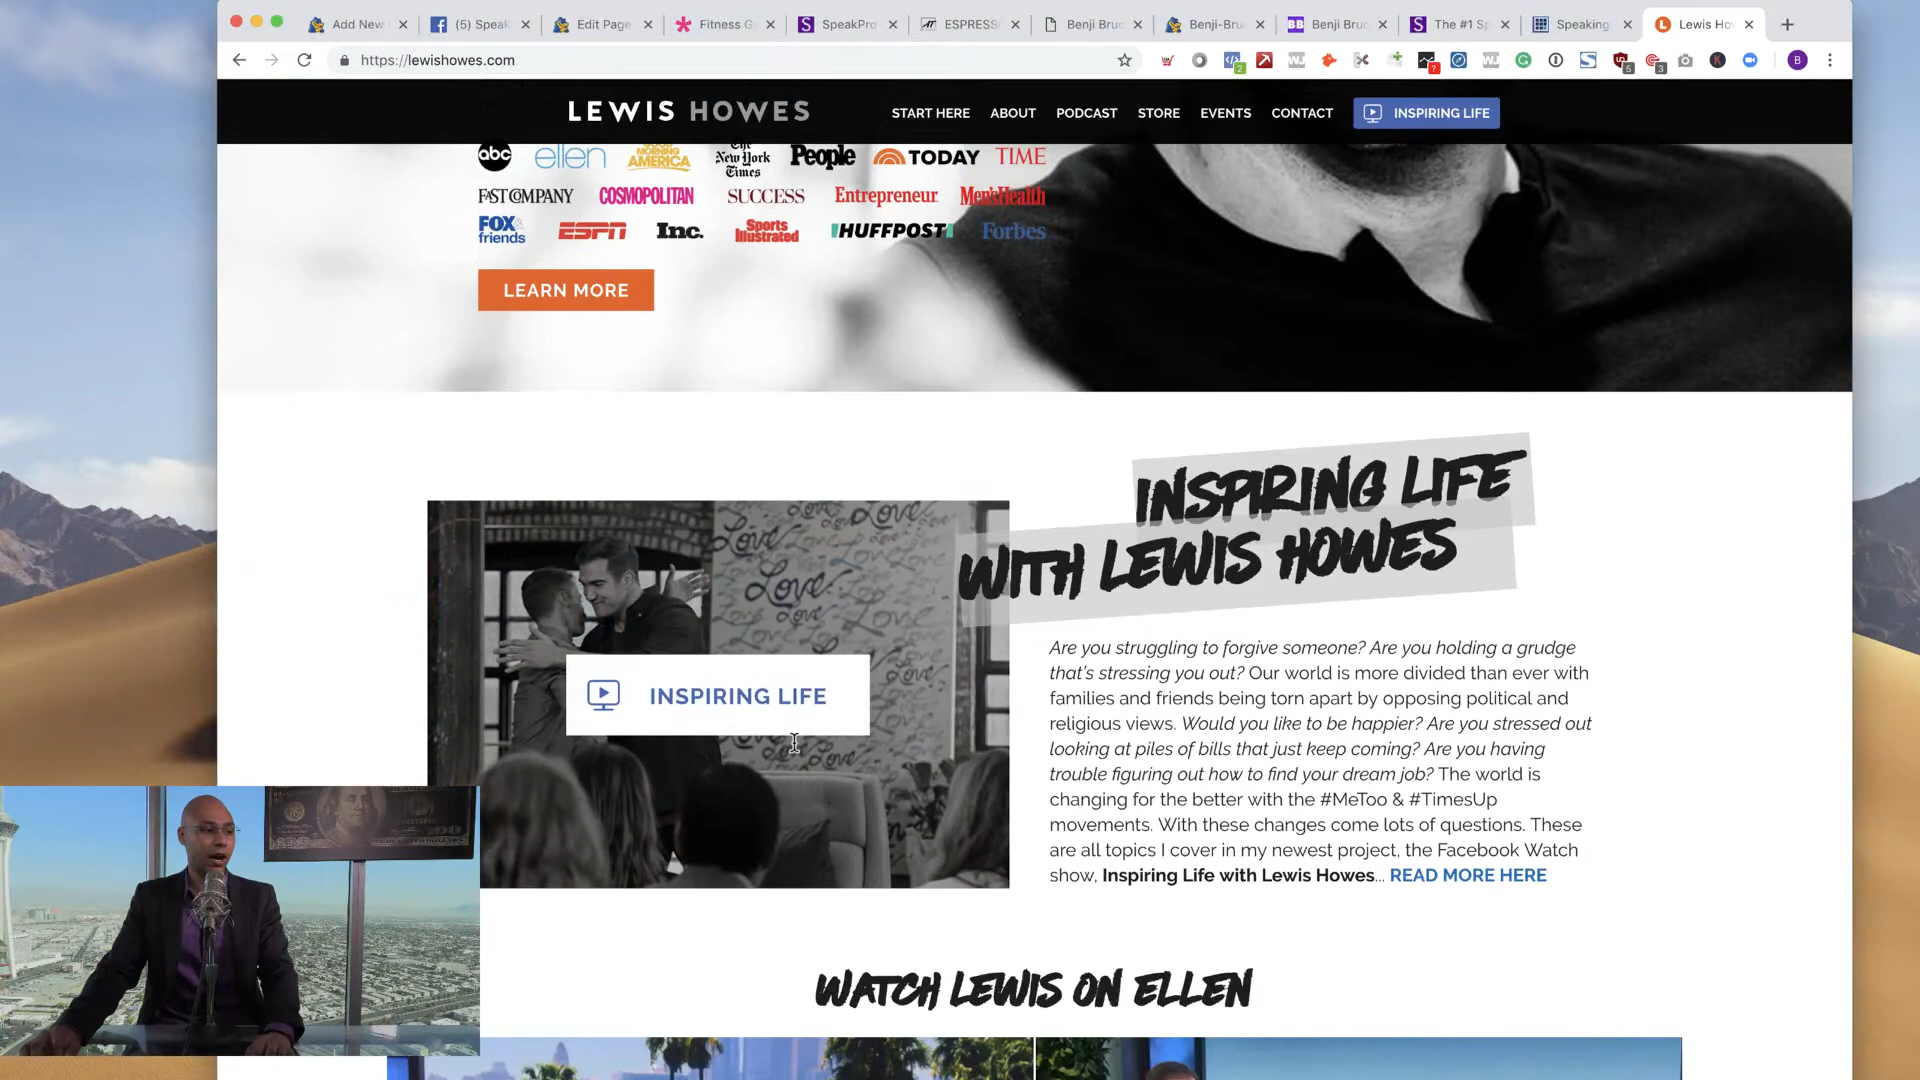 Add New
(5) Speak
Edit Page
Fitness G
SpeakPro
ESPRESS
Benji Bruc
Benji-Bru
BB Benji Bruc
The #1 Sp
Speaking
Lewis Ho
https://lewishowes.com
LEWIS HOWES
START HERE ABOUT PODCAST STORE EVENTS CONTACT INSPIRING LIFE
abc ellen GOOD MORNING AMERICA The New York Times People TODAY TIME
FAST COMPANY COSMOPOLITAN SUCCESS Entrepreneur Men'sHealth
FOX & friends ESPN Inc. Sports Illustrated HUFFPOST Forbes
LEARN MORE
INSPIRING LIFE
WITH LEWIS HOWES
Love
INSPIRING LIFE
Are you struggling to forgive someone? Are you holding a grudge
that's stressing you out? Our world is more divided than ever with
families and friends being torn apart by opposing political and
religious views. Would you like to be happier? Are you stressed out
looking at piles of bills that just keep coming? Are you having
trouble figuring out how to find your dream job? The world is
changing for the better with the #MeToo & #TimesUp
movements. With these changes come lots of questions. These
are all topics I cover in my newest project, the Facebook Watch
show, Inspiring Life with Lewis Howes... READ MORE HERE
WATCH LEWIS ON ELLEN